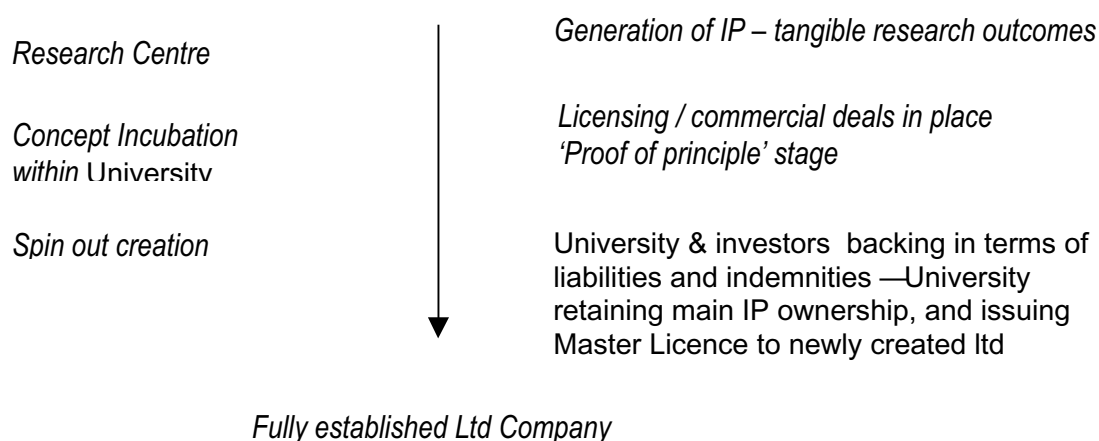 Generation of IP – tangible research outcomes
Research Centre
Licensing / commercial deals in place
Concept Incubation
‘Proof of principle’ stage
within University
Spin out creation
University & investors  backing in terms of
liabilities and indemnities —University
retaining main IP ownership, and issuing
Master Licence to newly created ltd
Fully established Ltd Company